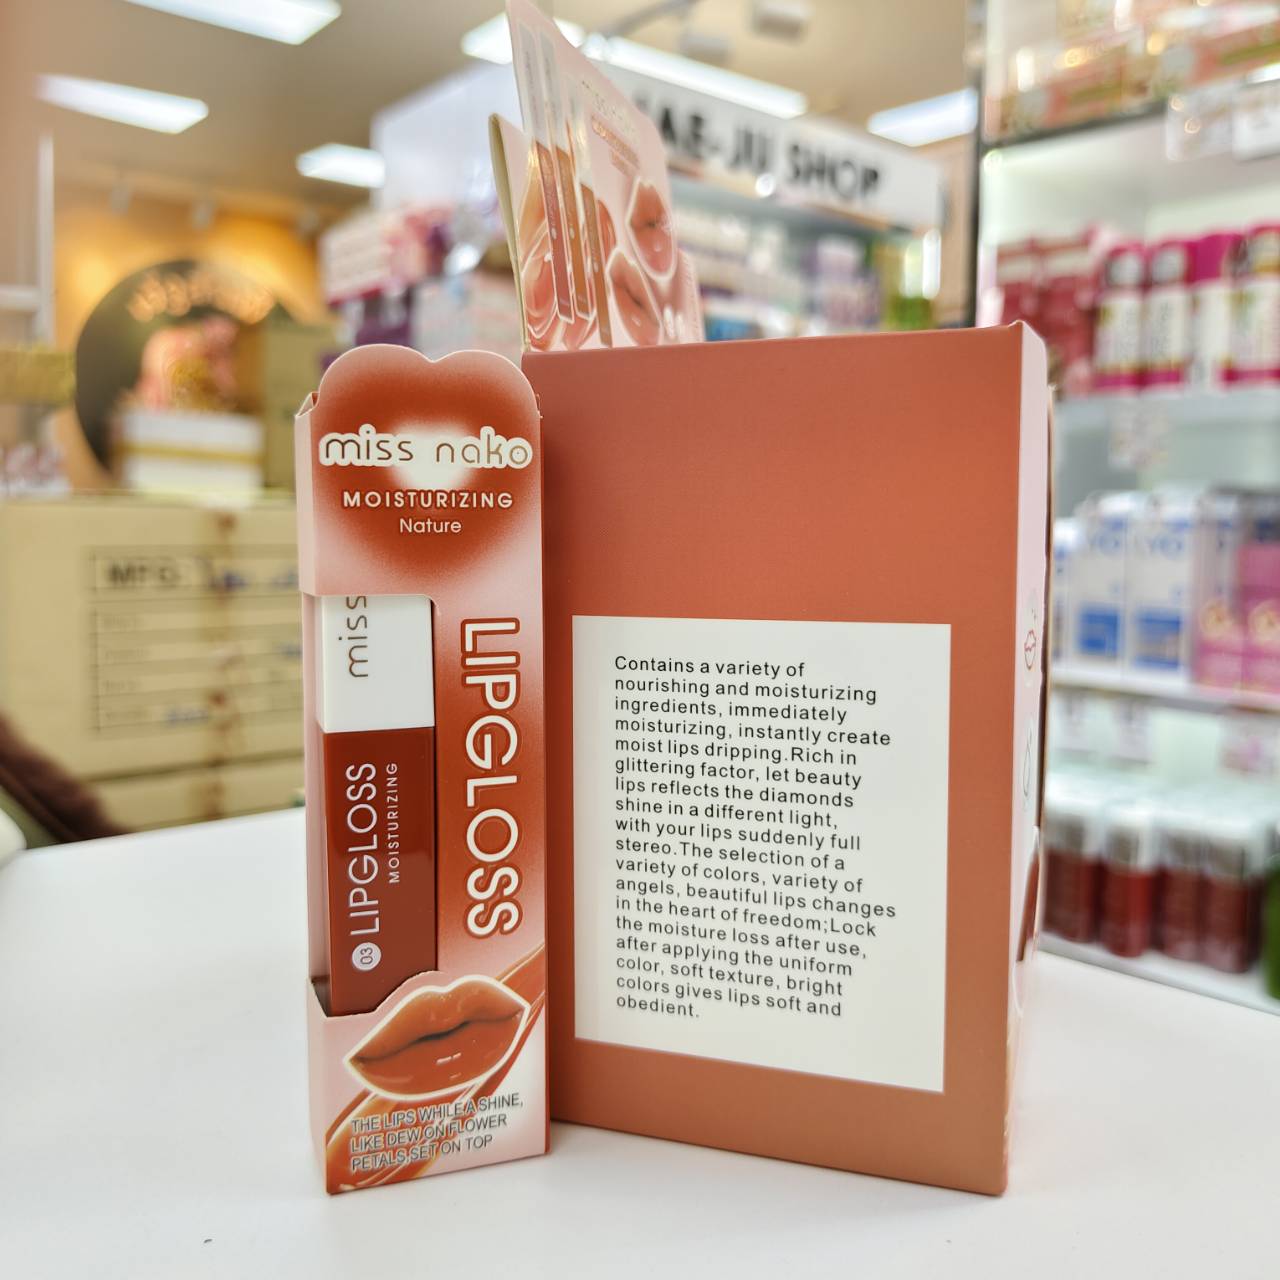 AE-JU SHOP
miss nako
MOISTURIZING
Nature
miss
LIPGLOSS
MOISTURIZING
03
LIPGLOSS
THE LIPS WHILE A SHINE,
LIKE DEW ON FLOWER
PETALS,SET ON TOP
Contains a variety of
nourishing and moisturizing
ingredients, immediately
moisturizing, instantly create
moist lips dripping.Rich in
glittering factor, let beauty
lips reflects the diamonds
shine in a different light,
with your lips suddenly full
stereo.The selection of a
variety of colors, variety of
angels, beautiful lips changes
in the heart of freedom;Lock
the moisture loss after use,
after applying the uniform
color, soft texture, bright
colors gives lips soft and
obedient.